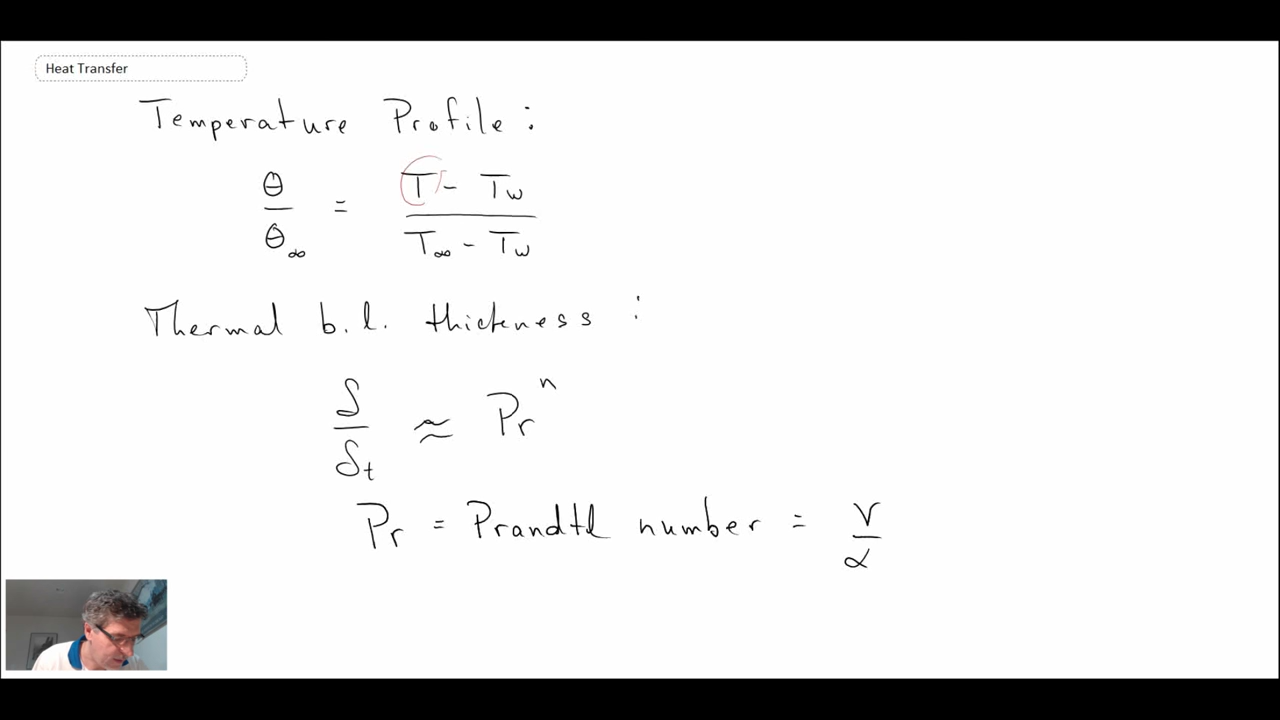 Heat Transfer
Temperature Profile:
θ/θ∞ = (T - Tw)/(T∞ - Tw)
Thermal b.l. thickness:
δ/δt ≈ Pr^n
Pr = Prandtl number = ν/α